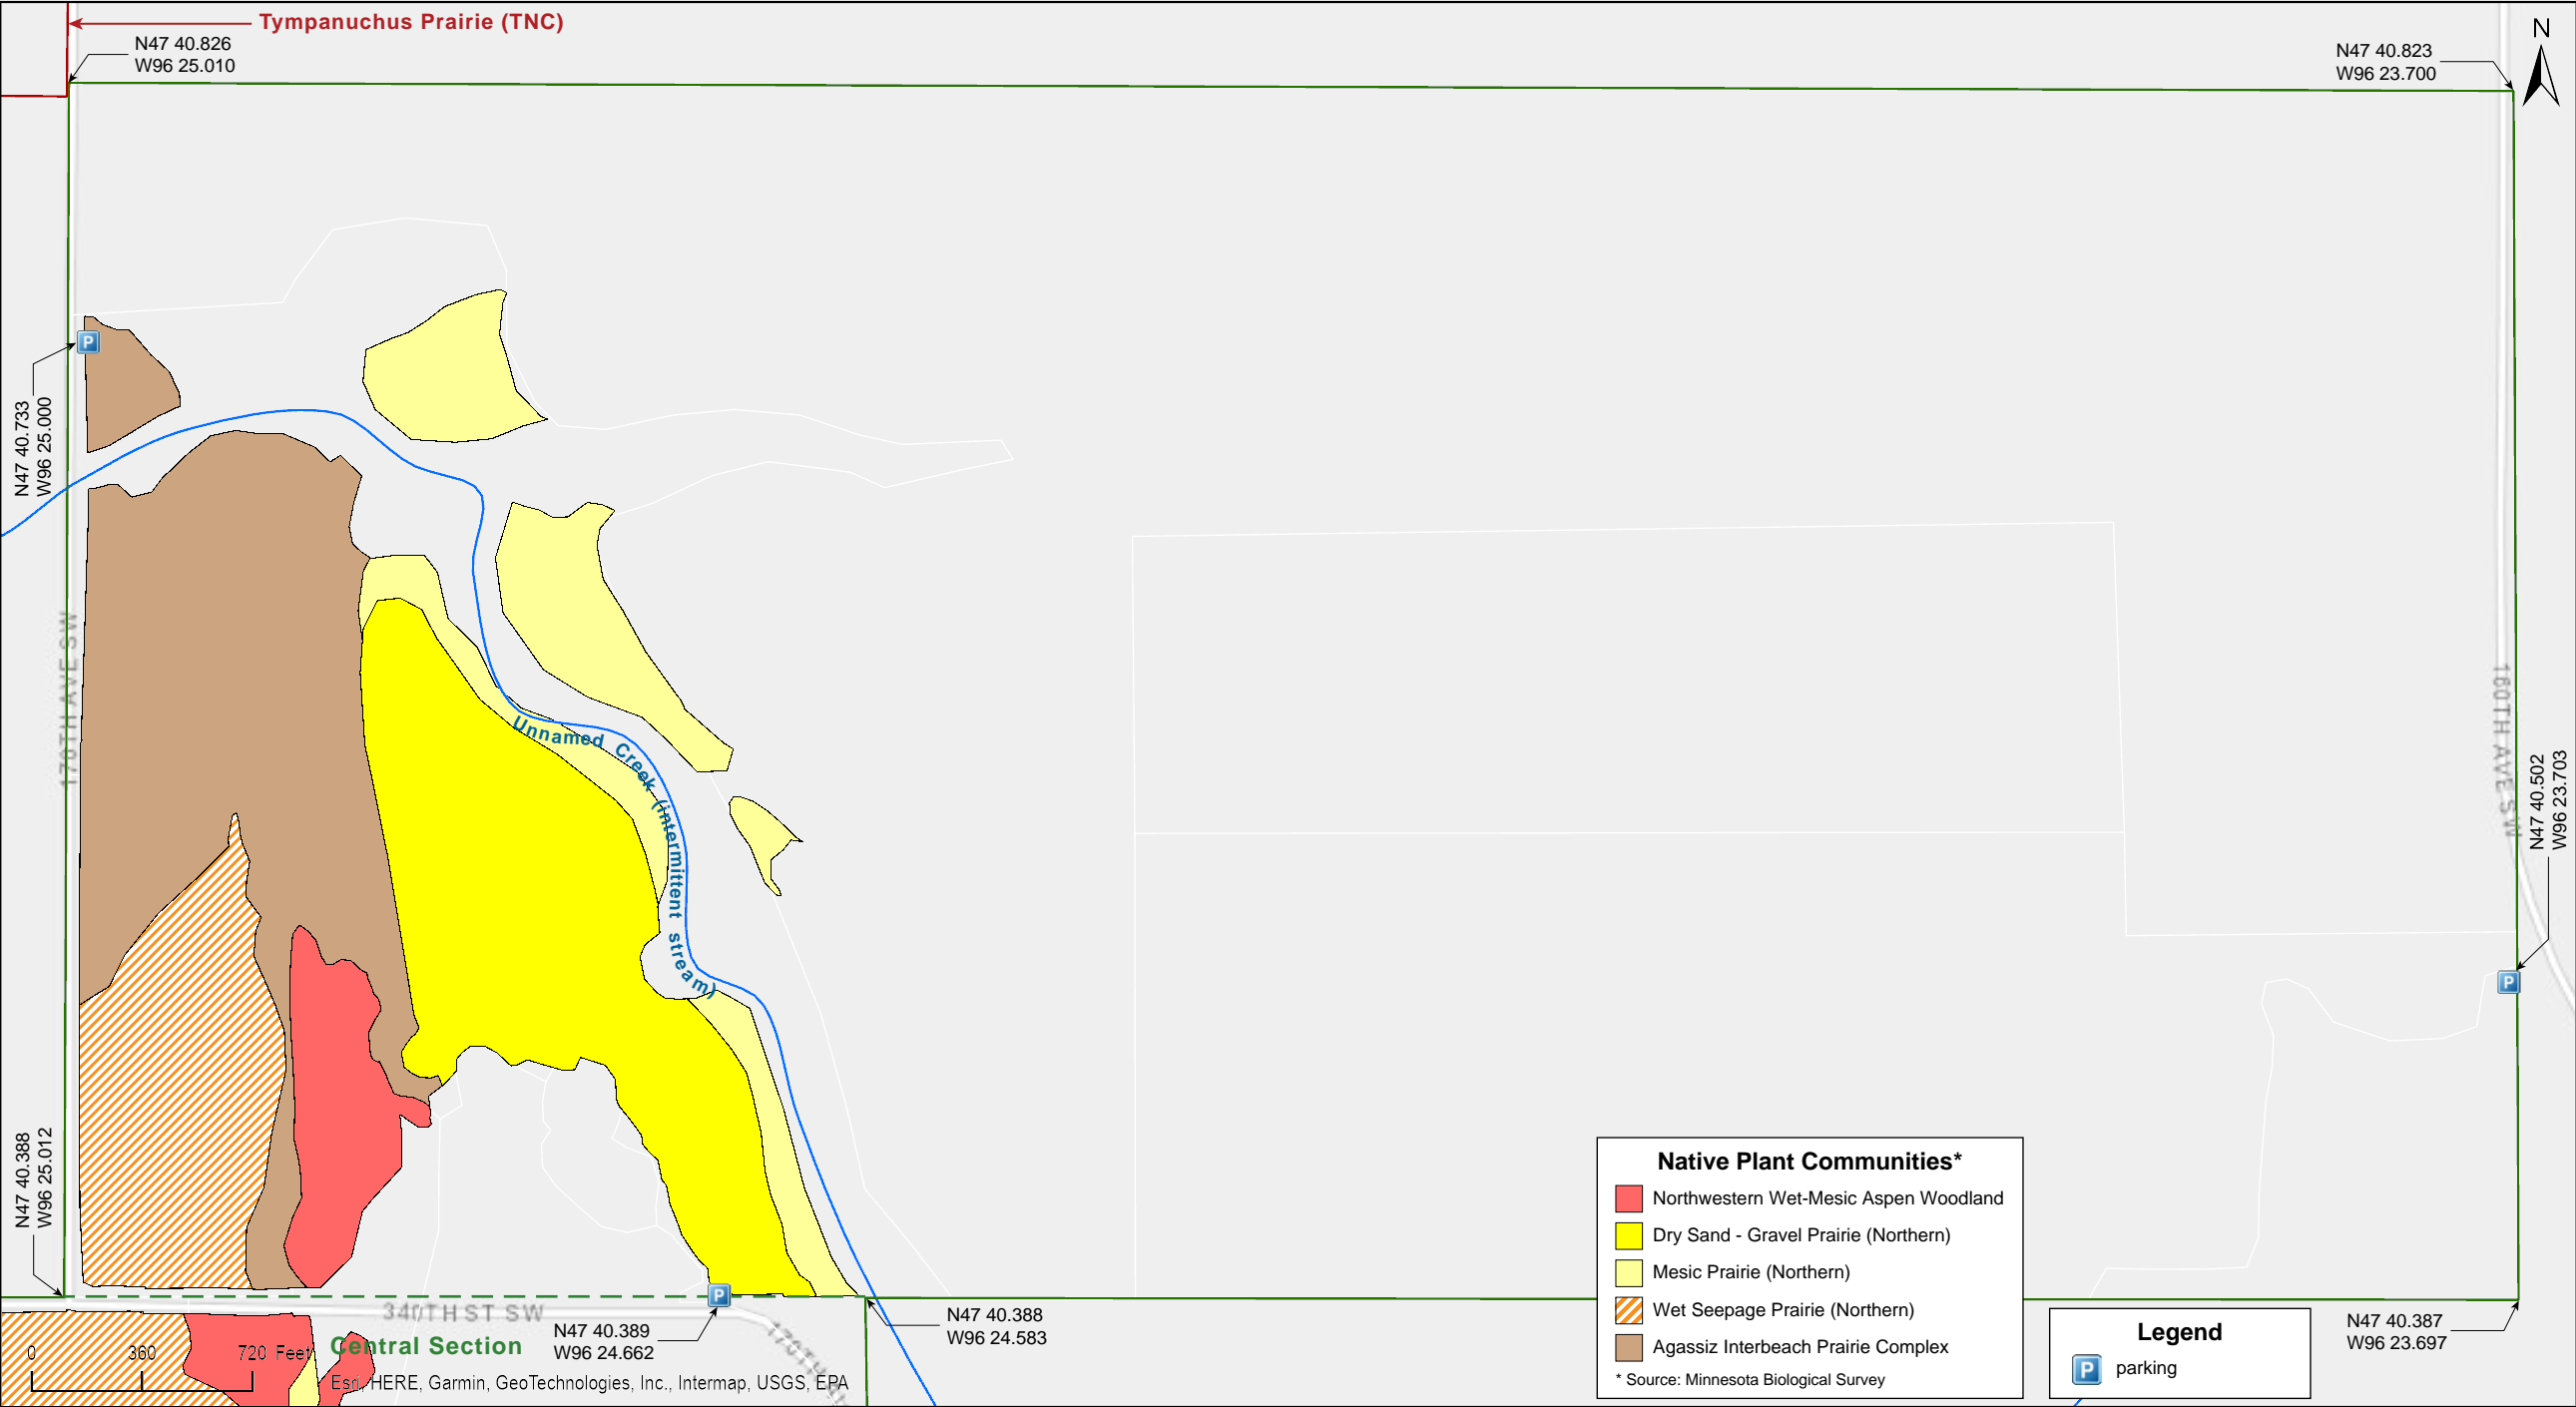 Tympanuchus Prairie (TNC)
N47 40.826
W96 25.010
N47 40.823
W96 23.700
N
N47 40.733
W96 25.000
170TH AVE SW
160TH AVE SW
N47 40.502
W96 23.703
Unnamed Creek (intermittent stream)
N47 40.388
W96 25.012
340TH ST SW
Central Section
N47 40.389
W96 24.662
N47 40.388
W96 24.583
N47 40.387
W96 23.697
0 360 720 Feet
Esri, HERE, Garmin, GeoTechnologies, Inc., Intermap, USGS, EPA
Native Plant Communities*
Northwestern Wet-Mesic Aspen Woodland
Dry Sand - Gravel Prairie (Northern)
Mesic Prairie (Northern)
Wet Seepage Prairie (Northern)
Agassiz Interbeach Prairie Complex
* Source: Minnesota Biological Survey
Legend
P parking
P
P
P